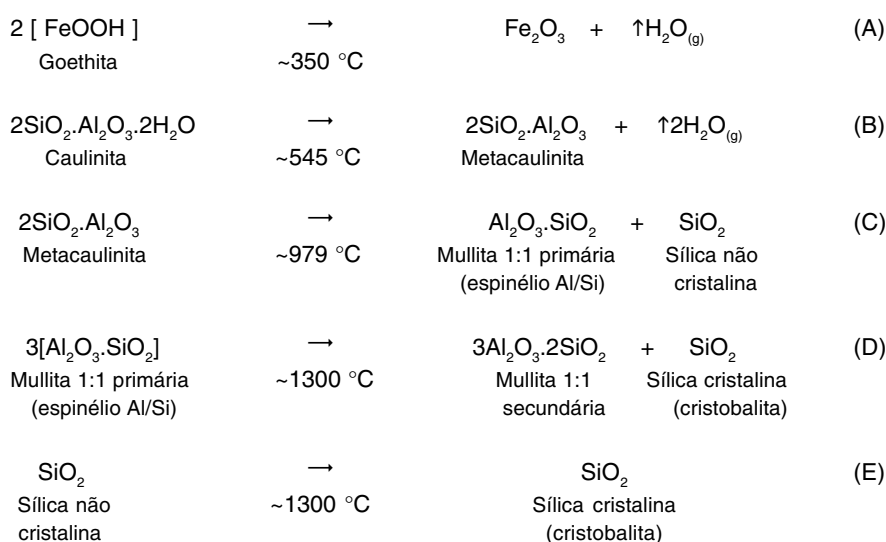 2 [ FeOOH ] → Fe₂O₃ + ↑H₂O₍g₎ (A)
Goethita ~350 °C
2SiO₂.Al₂O₃.2H₂O → 2SiO₂.Al₂O₃ + ↑2H₂O₍g₎ (B)
Caulinita ~545 °C Metacaulinita
2SiO₂.Al₂O₃ → Al₂O₃.SiO₂ + SiO₂ (C)
Metacaulinita ~979 °C Mullita 1:1 primária Sílica não
(espinélio Al/Si) cristalina
3[Al₂O₃.SiO₂] → 3Al₂O₃.2SiO₂ + SiO₂ (D)
Mullita 1:1 primária ~1300 °C Mullita 1:1 Sílica cristalina
(espinélio Al/Si) secundária (cristobalita)
SiO₂ → SiO₂ (E)
Sílica não ~1300 °C Sílica cristalina
cristalina (cristobalita)